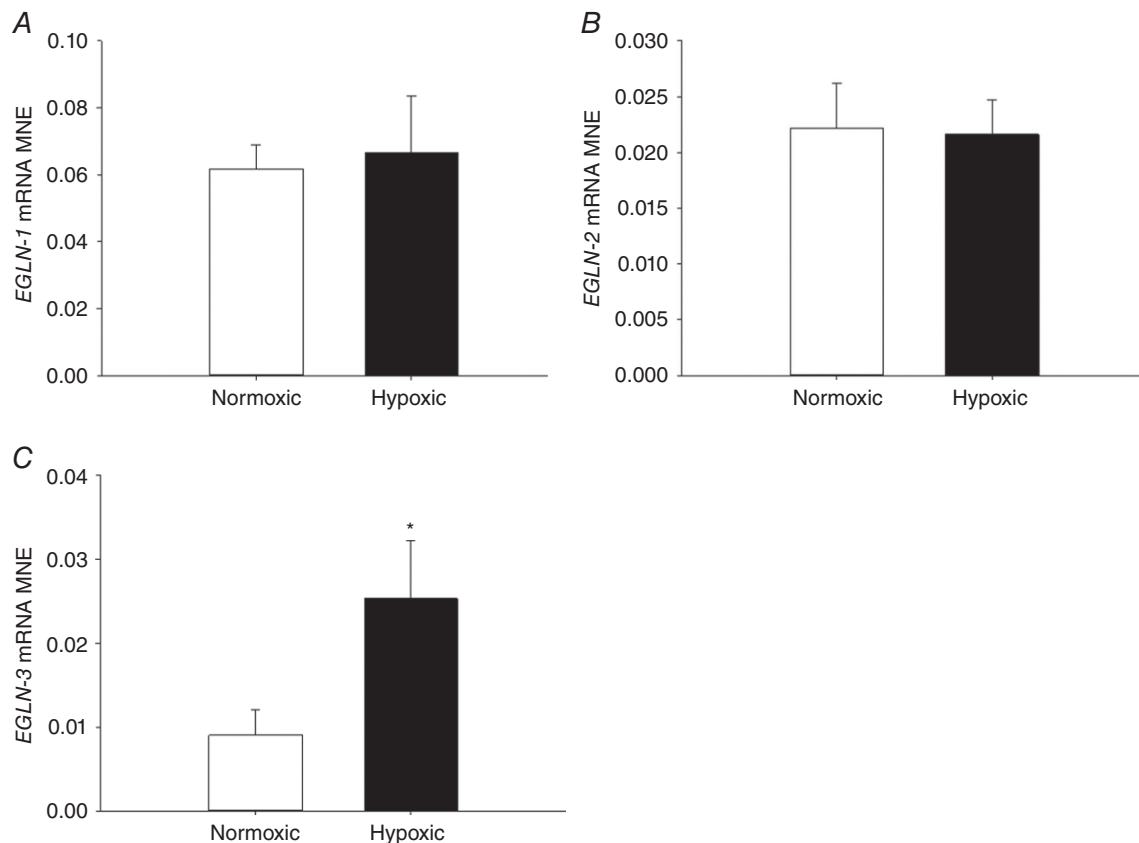 A
EGLN-1 mRNA MNE
0.10
0.08
0.06
0.04
0.02
0.00
Normoxic Hypoxic
B
EGLN-2 mRNA MNE
0.030
0.025
0.020
0.015
0.010
0.005
0.000
Normoxic Hypoxic
C
EGLN-3 mRNA MNE
0.04
0.03
0.02
0.01
0.00
*
Normoxic Hypoxic